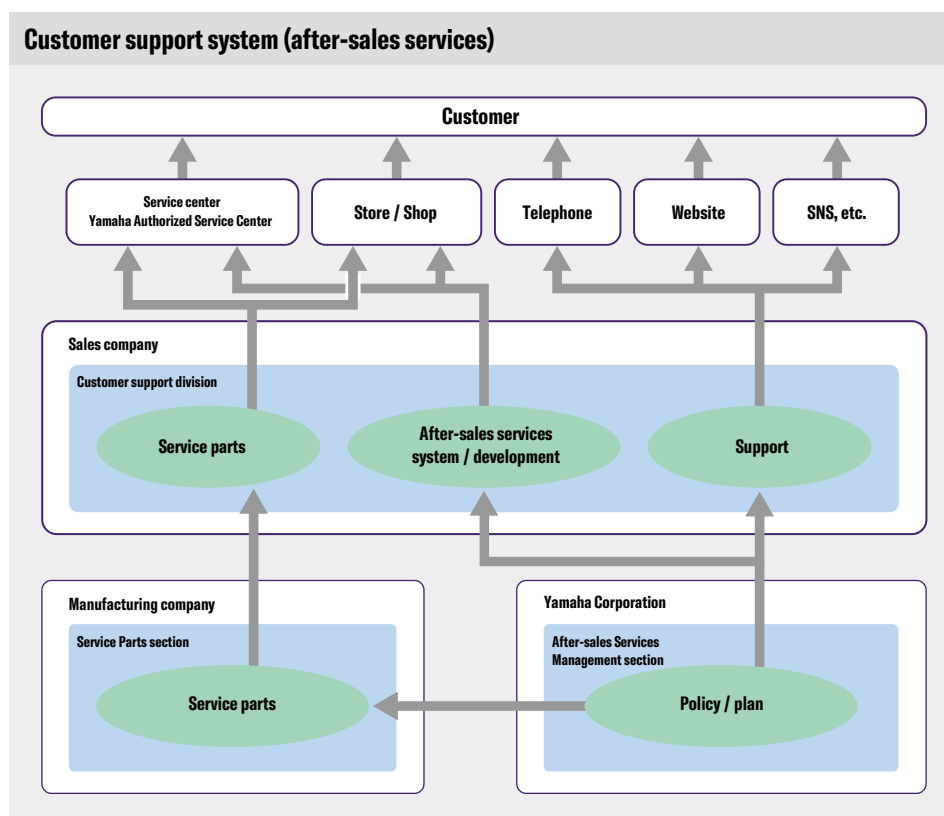 Customer support system (after-sales services)
Customer
Service center
Yamaha Authorized Service Center
Store / Shop
Telephone
Website
SNS, etc.
Sales company
Customer support division
Service parts
After-sales services
system / development
Support
Manufacturing company
Service Parts section
Service parts
Yamaha Corporation
After-sales Services
Management section
Policy / plan